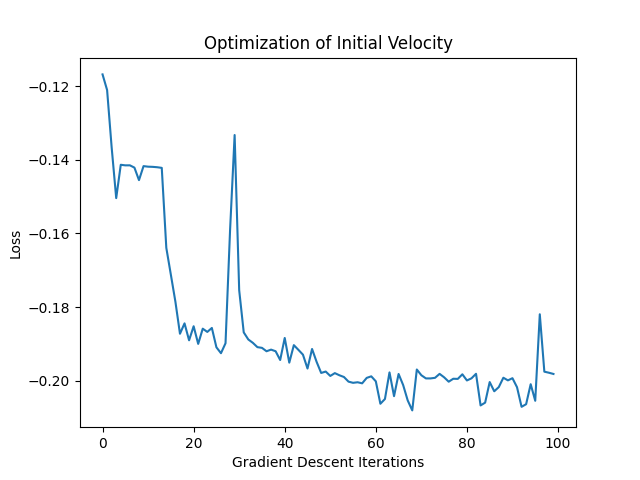 Optimization of Initial Velocity
−0.12
−0.14
−0.16
−0.18
−0.20
Loss
0 20 40 60 80 100
Gradient Descent Iterations